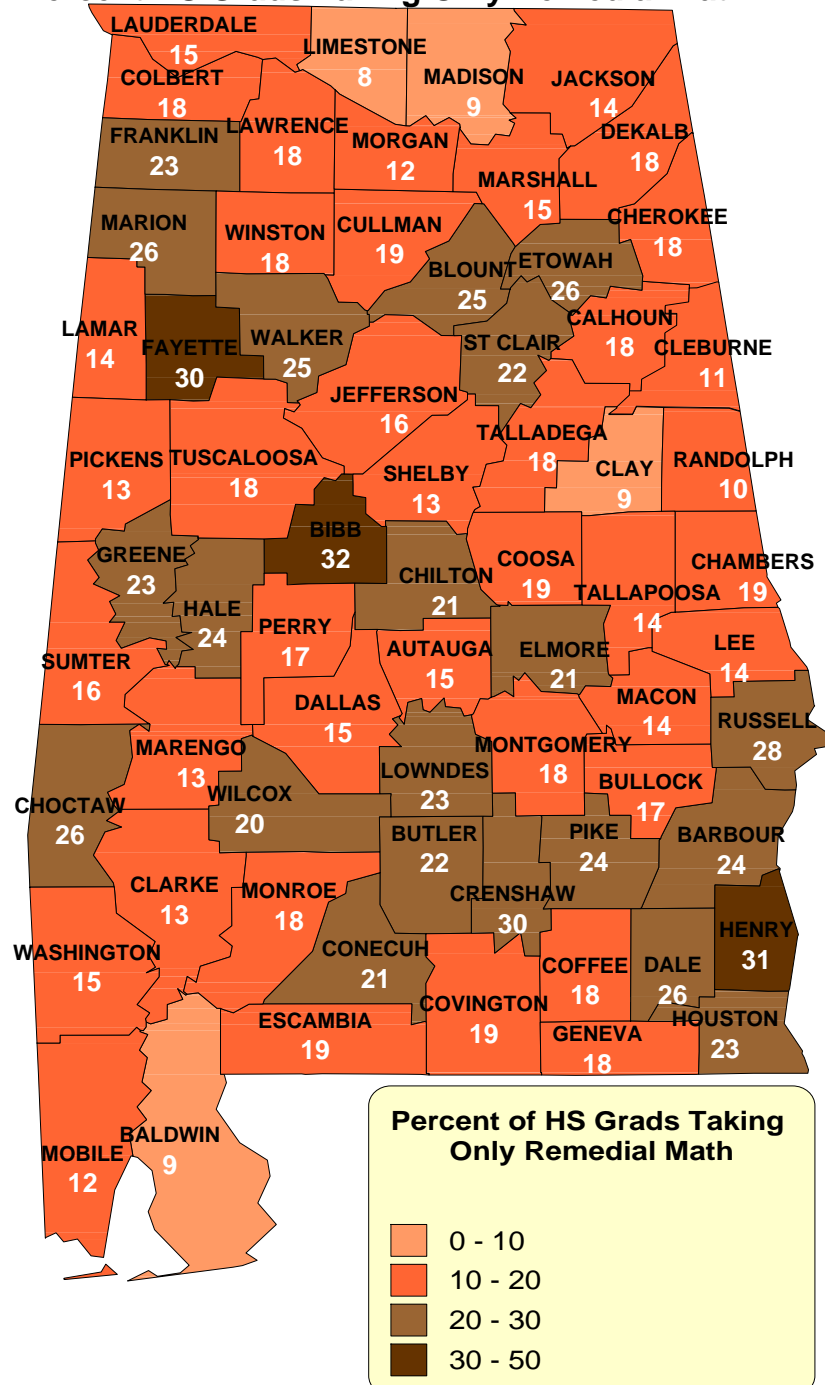 LAUDERDALE
15
LIMESTONE
8
MADISON
9
JACKSON
14
COLBERT
18
FRANKLIN
23
LAWRENCE
18
MORGAN
12
DEKALB
18
MARSHALL
15
CHEROKEE
18
MARION
26
WINSTON
18
CULLMAN
19
BLOUNT
25
ETOWAH
26
LAMAR
14
FAYETTE
30
WALKER
25
ST CLAIR
22
CALHOUN
18
CLEBURNE
11
JEFFERSON
16
TALLADEGA
18
PICKENS
13
TUSCALOOSA
18
SHELBY
13
CLAY
9
RANDOLPH
10
BIBB
32
GREENE
23
HALE
24
CHILTON
21
COOSA
19
TALLAPOOSA
14
CHAMBERS
19
PERRY
17
SUMTER
16
AUTAUGA
15
ELMORE
21
LEE
14
DALLAS
15
MACON
14
RUSSELL
28
MARENGO
13
MONTGOMERY
18
LOWNDES
23
BULLOCK
17
CHOCTAW
26
WILCOX
20
BUTLER
22
PIKE
24
BARBOUR
24
CLARKE
13
MONROE
18
CRENSHAW
30
HENRY
31
WASHINGTON
15
CONECUH
21
COFFEE
18
DALE
26
COVINGTON
19
ESCAMBIA
19
GENEVA
18
HOUSTON
23
MOBILE
12
BALDWIN
9
Percent of HS Grads Taking
Only Remedial Math
0 - 10
10 - 20
20 - 30
30 - 50